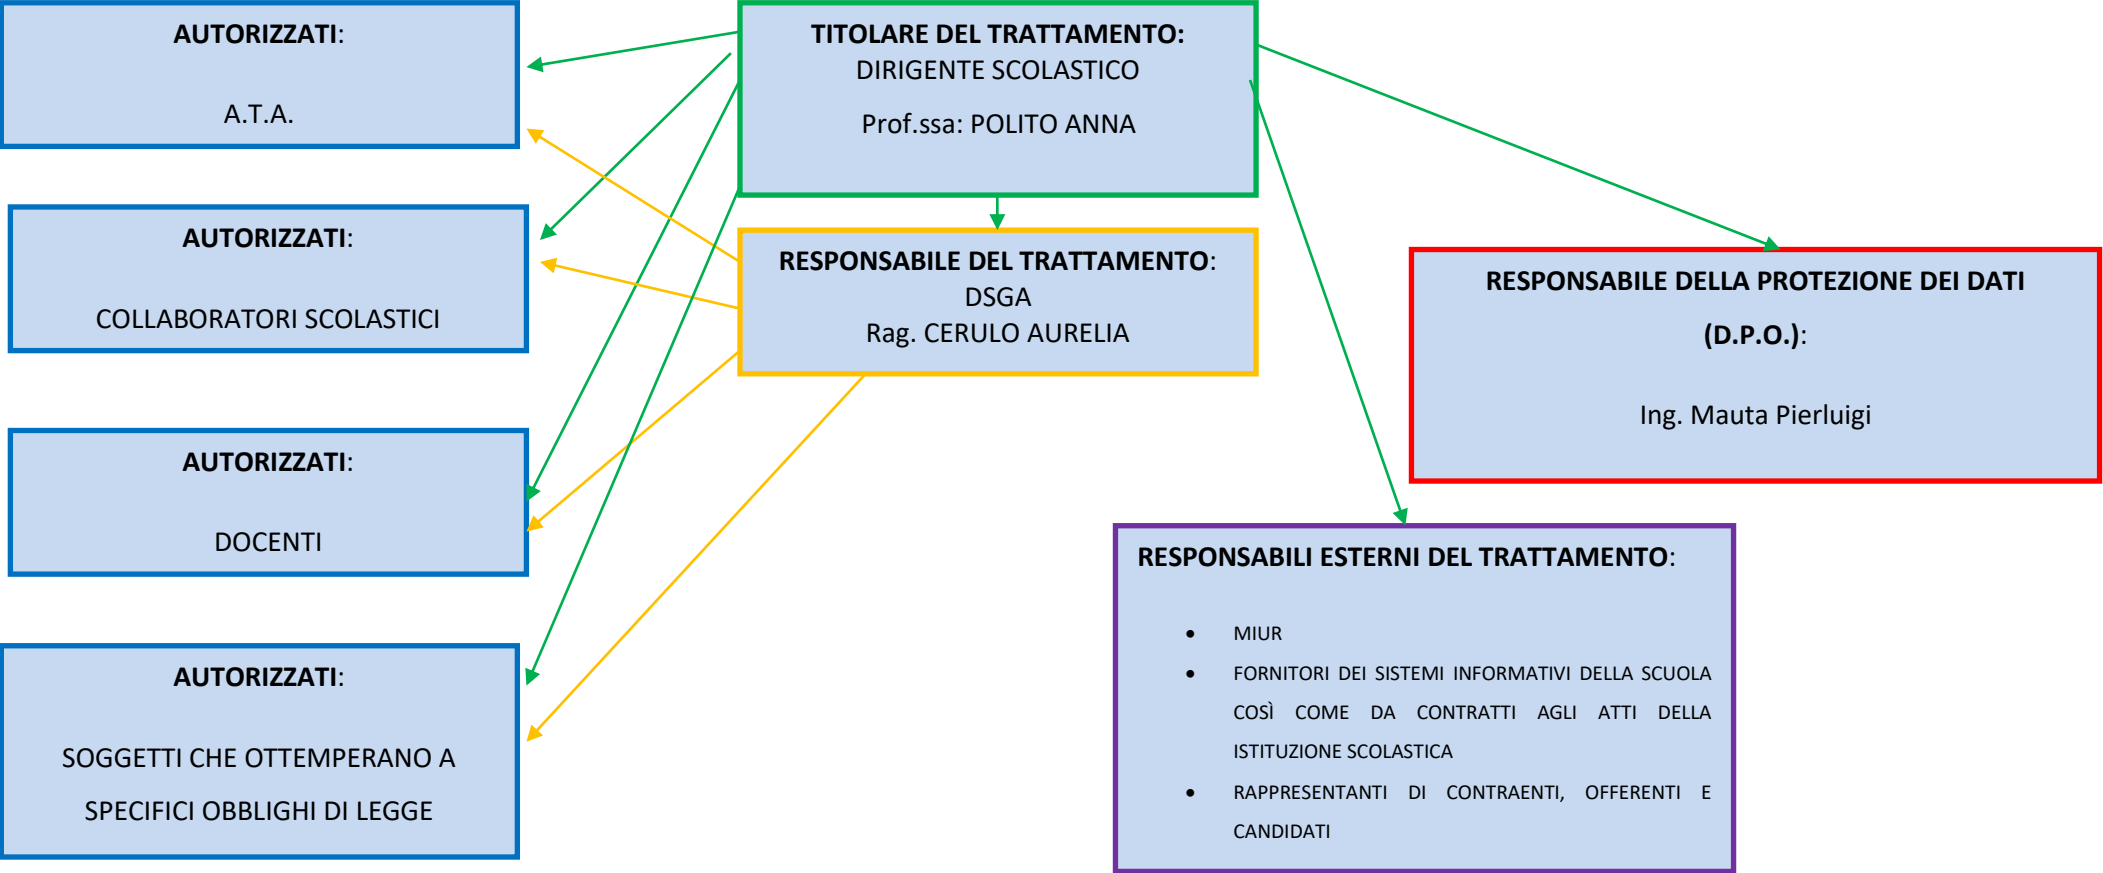 AUTORIZZATI:
A.T.A.
TITOLARE DEL TRATTAMENTO:
DIRIGENTE SCOLASTICO
Prof.ssa: POLITO ANNA
AUTORIZZATI:
COLLABORATORI SCOLASTICI
RESPONSABILE DEL TRATTAMENTO:
DSGA
Rag. CERULO AURELIA
RESPONSABILE DELLA PROTEZIONE DEI DATI
(D.P.O.):
Ing. Mauta Pierluigi
AUTORIZZATI:
DOCENTI
RESPONSABILI ESTERNI DEL TRATTAMENTO:
• MIUR
• FORNITORI DEI SISTEMI INFORMATIVI DELLA SCUOLA
COSÌ COME DA CONTRATTI AGLI ATTI DELLA
ISTITUZIONE SCOLASTICA
• RAPPRESENTANTI DI CONTRAENTI, OFFERENTI E
CANDIDATI
AUTORIZZATI:
SOGGETTI CHE OTTEMPERANO A
SPECIFICI OBBLIGHI DI LEGGE